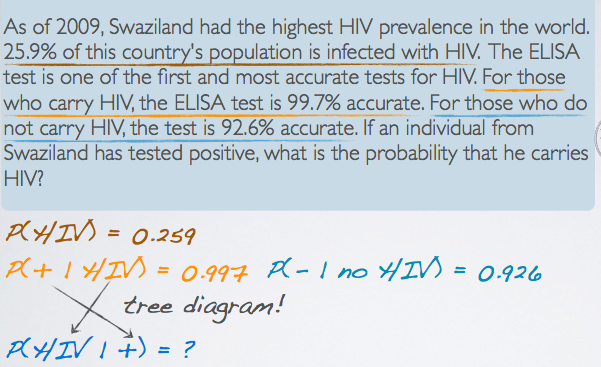 As of 2009, Swaziland had the highest HIV prevalence in the world.
25.9% of this country's population is infected with HIV. The ELISA
test is one of the first and most accurate tests for HIV. For those
who carry HIV, the ELISA test is 99.7% accurate. For those who do
not carry HIV, the test is 92.6% accurate. If an individual from
Swaziland has tested positive, what is the probability that he carries
HIV?
P(HIV) = 0.259
P(+ | HIV) = 0.997 P(- | no HIV) = 0.926
tree diagram!
P(HIV | +) = ?